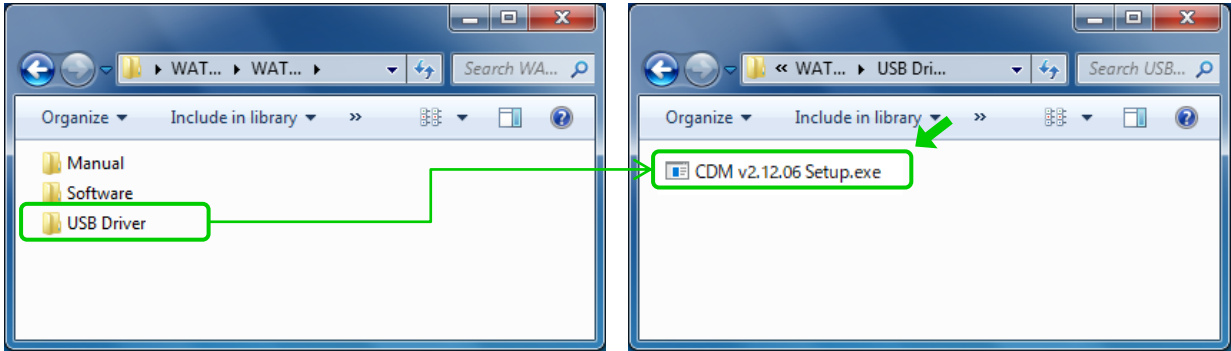 WAT... WAT...
Search WA...
Organize
Include in library
»
Manual
Software
USB Driver
« WAT... USB Dri...
Search USB...
Organize
Include in library
»
CDM v2.12.06 Setup.exe